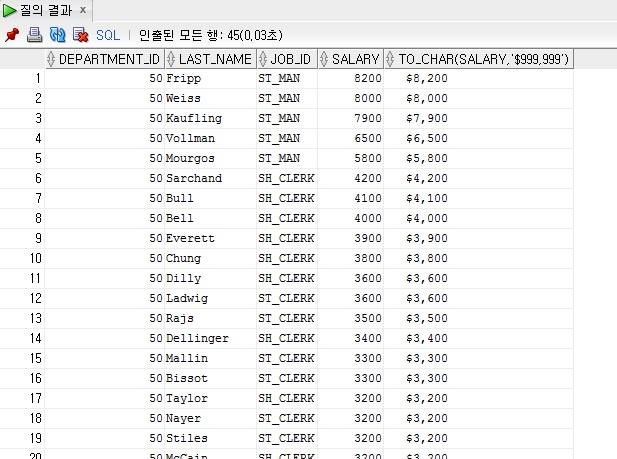 질의 결과 x
SQL | 인출된 모든 행: 45(0,03초)
DEPARTMENT_ID LAST_NAME JOB_ID SALARY TO_CHAR(SALARY,'$999,999')
1 50 Fripp ST_MAN 8200 $8,200
2 50 Weiss ST_MAN 8000 $8,000
3 50 Kaufling ST_MAN 7900 $7,900
4 50 Vollman ST_MAN 6500 $6,500
5 50 Mourgos ST_MAN 5800 $5,800
6 50 Sarchand SH_CLERK 4200 $4,200
7 50 Bull SH_CLERK 4100 $4,100
8 50 Bell SH_CLERK 4000 $4,000
9 50 Everett SH_CLERK 3900 $3,900
10 50 Chung SH_CLERK 3800 $3,800
11 50 Dilly SH_CLERK 3600 $3,600
12 50 Ladwig ST_CLERK 3600 $3,600
13 50 Rajs ST_CLERK 3500 $3,500
14 50 Dellinger SH_CLERK 3400 $3,400
15 50 Mallin ST_CLERK 3300 $3,300
16 50 Bissot ST_CLERK 3300 $3,300
17 50 Taylor SH_CLERK 3200 $3,200
18 50 Nayer ST_CLERK 3200 $3,200
19 50 Stiles ST_CLERK 3200 $3,200
20 50 McCain SH_CLERK 3200 $3,200